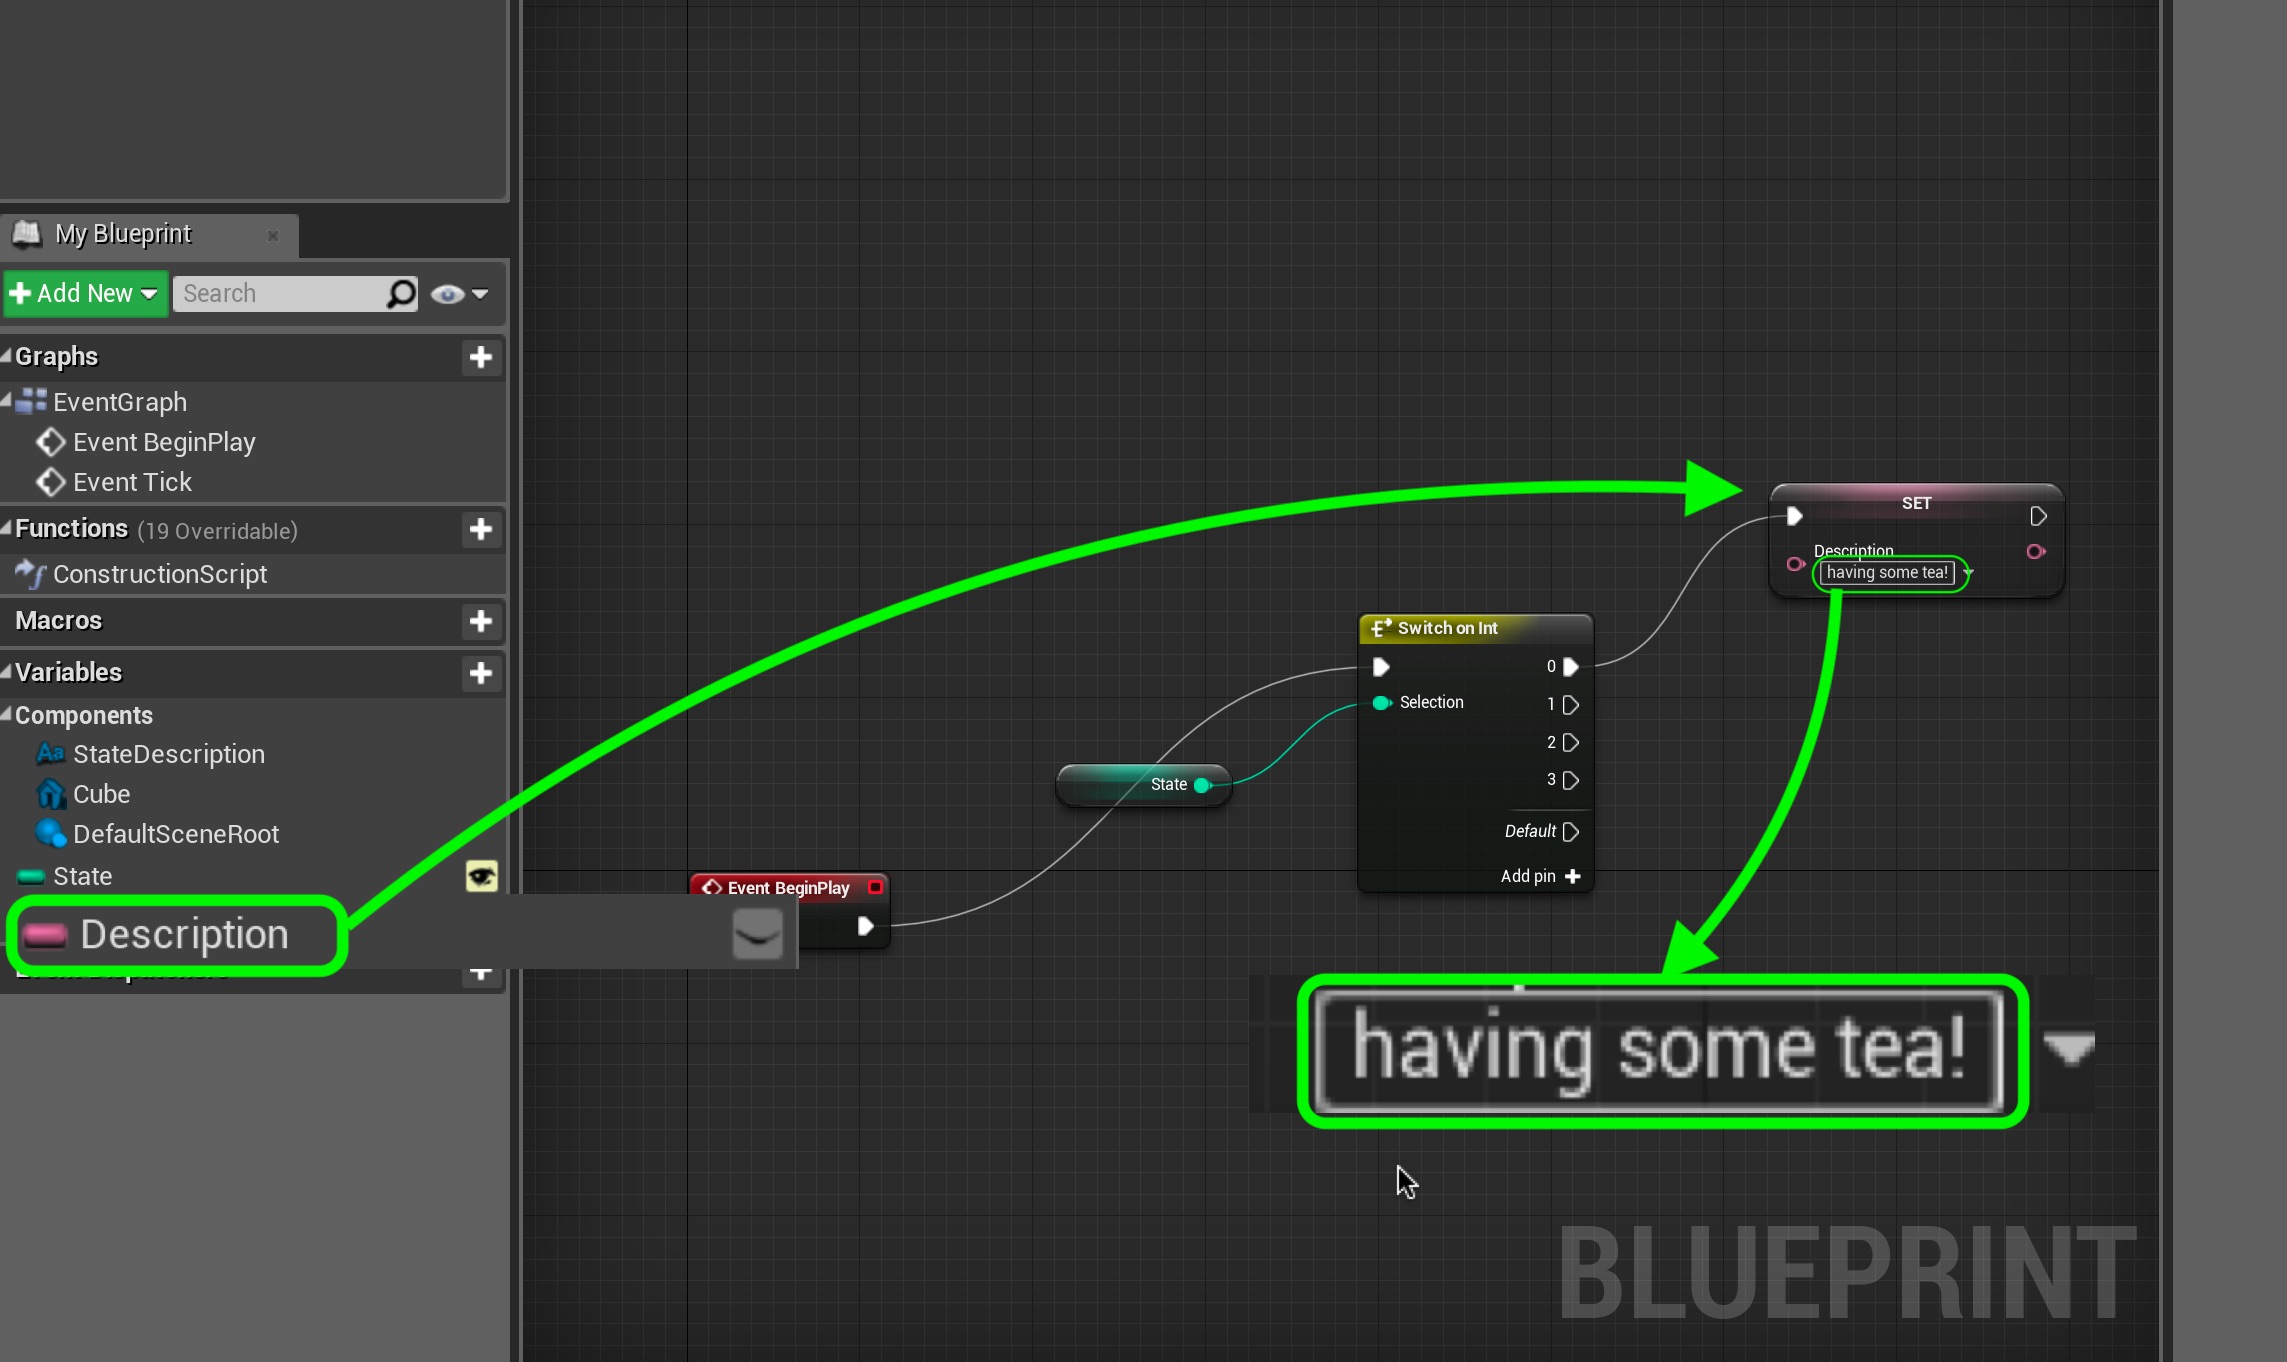 My Blueprint
Add New
Search
Graphs
EventGraph
Event BeginPlay
Event Tick
Functions (19 Overridable)
ConstructionScript
Macros
Variables
Components
StateDescription
Cube
DefaultSceneRoot
State
Description
Event BeginPlay
State
Switch on Int
0
Selection
1
2
3
Default
Add pin
SET
Description
having some tea!
having some tea!
BLUEPRINT